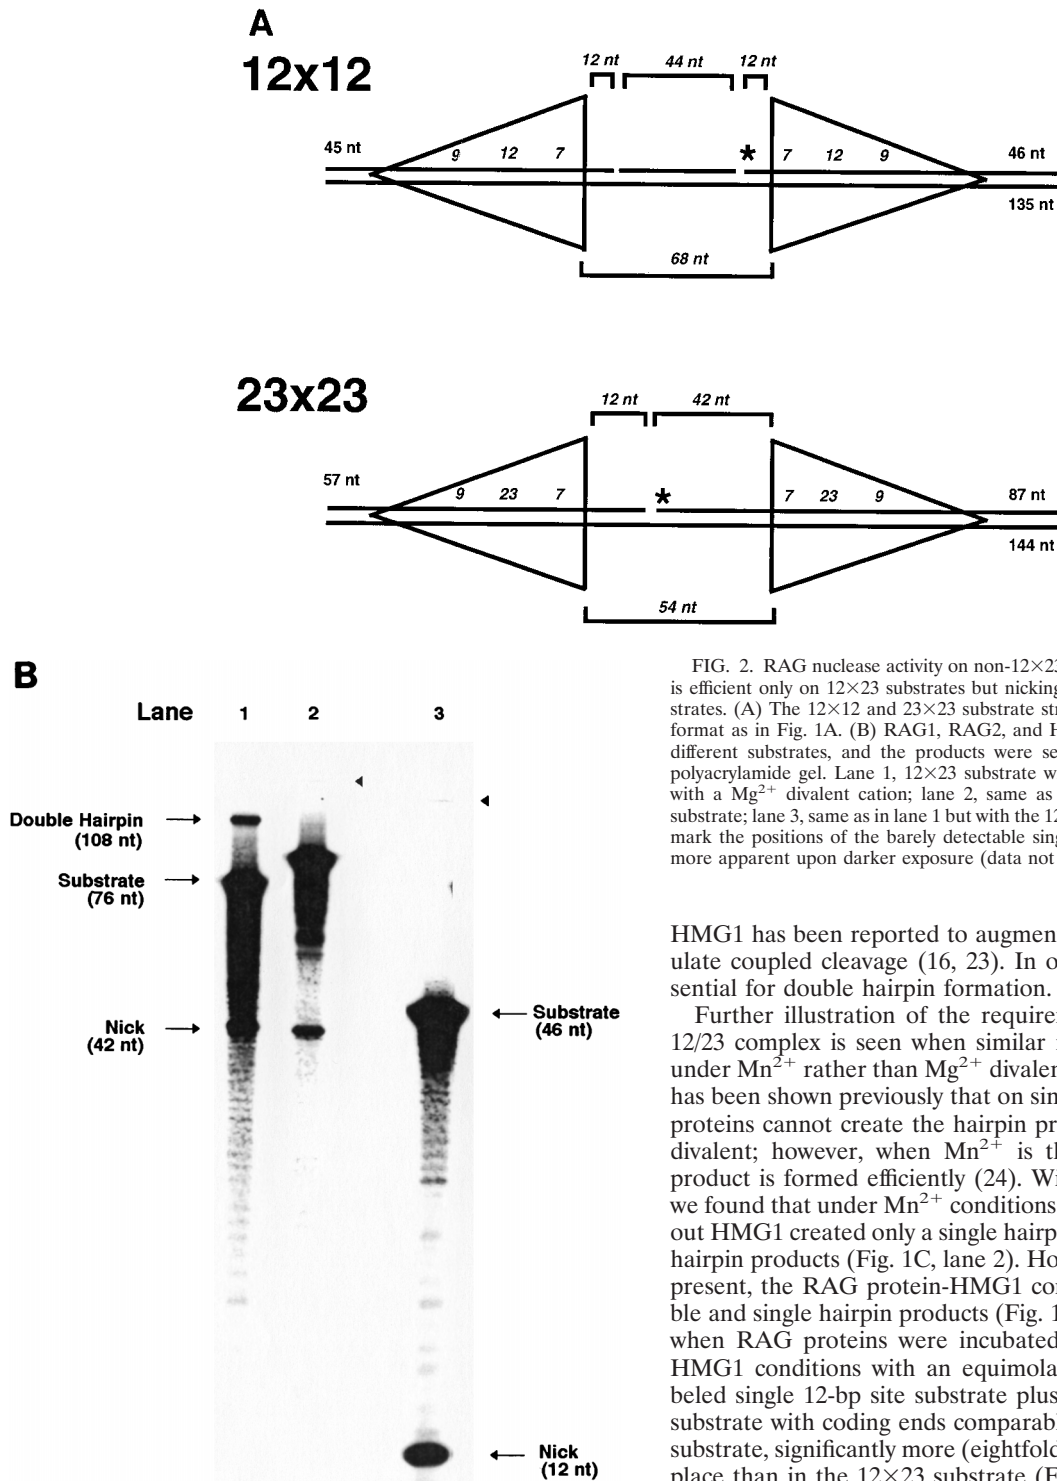 A
12x12
12 nt 44 nt 12 nt
45 nt
9 12 7
*
7 12 9
46 nt
135 nt
68 nt
23x23
12 nt 42 nt
57 nt
9 23 7
*
7 23 9
87 nt
144 nt
54 nt
B
Lane 1 2 3
Double Hairpin
(108 nt)
Substrate
(76 nt)
Nick
(42 nt)
Substrate
(46 nt)
Nick
(12 nt)
FIG. 2. RAG nuclease activity on non-12×23
is efficient only on 12×23 substrates but nicking
strates. (A) The 12×12 and 23×23 substrate str
format as in Fig. 1A. (B) RAG1, RAG2, and H
different substrates, and the products were se
polyacrylamide gel. Lane 1, 12×23 substrate w
with a Mg2+ divalent cation; lane 2, same as
substrate; lane 3, same as in lane 1 but with the 12
mark the positions of the barely detectable sing
more apparent upon darker exposure (data not
HMG1 has been reported to augmen
ulate coupled cleavage (16, 23). In o
sential for double hairpin formation.
Further illustration of the requirer
12/23 complex is seen when similar r
under Mn2+ rather than Mg2+ divalen
has been shown previously that on sin
proteins cannot create the hairpin pr
divalent; however, when Mn2+ is th
product is formed efficiently (24). Wi
we found that under Mn2+ conditions
out HMG1 created only a single hairp
hairpin products (Fig. 1C, lane 2). Ho
present, the RAG protein-HMG1 con
ble and single hairpin products (Fig. 1
when RAG proteins were incubated
HMG1 conditions with an equimola
beled single 12-bp site substrate plus
substrate with coding ends comparabl
substrate, significantly more (eightfold
place than in the 12×23 substrate (F